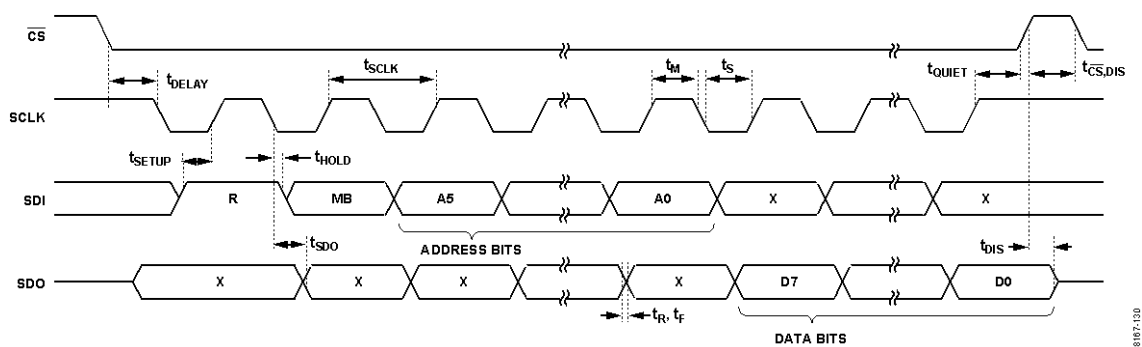 CS
tDELAY
tSCLK
tM
tS
tQUIET
tCS,DIS
SCLK
tSETUP
tHOLD
SDI
R
MB
A5
A0
X
X
tSDO
ADDRESS BITS
tDIS
SDO
X
X
X
X
D7
D0
tR, tF
DATA BITS
8167-130